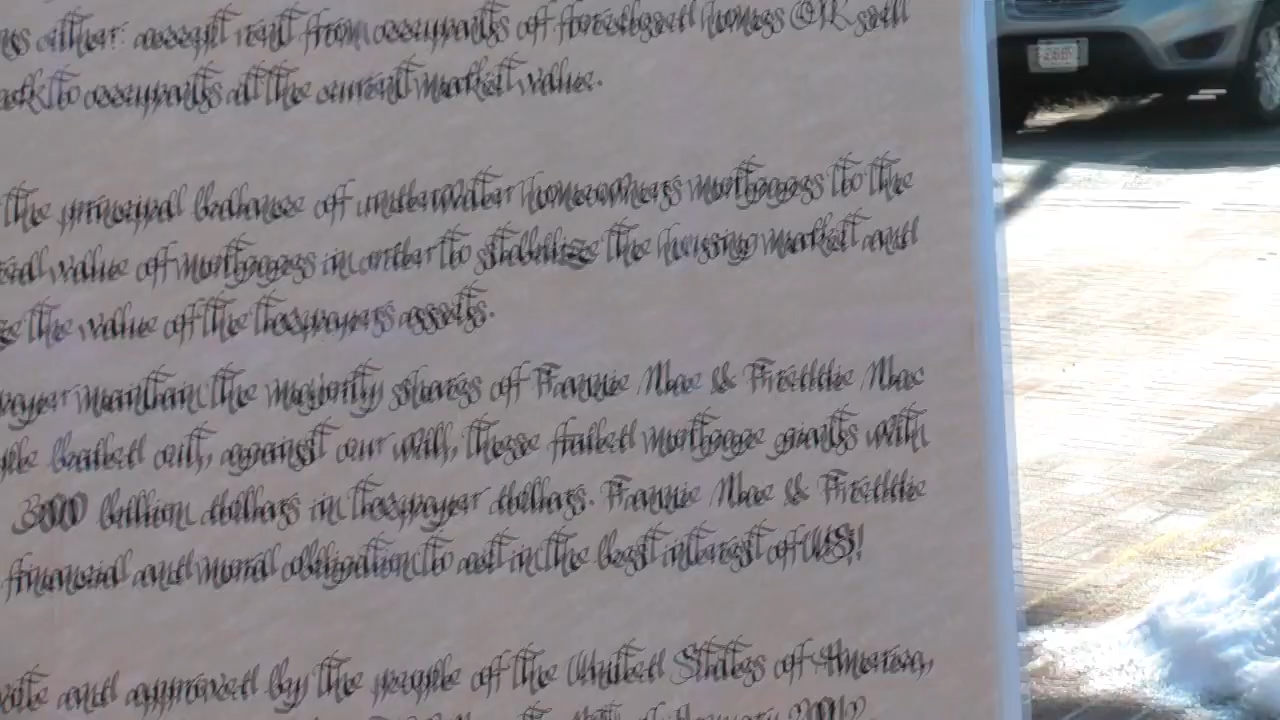 either accept rent from occupants of foreclosed homes OR sell
to occupants at the current market value.
the principal balance of underwater homeowners mortgages to the
value of mortgages in order to stabilize the housing market and
the value of the taxpayers assets.
maintain the majority shares of Frannie Mae & Freddie Mac
bailed out, against our will, these failed mortgage giants with
300 billion dollars in taxpayer dollars. Frannie Mae & Freddie
financial and moral obligation to act in the best interest of US!
and approved by the people of the United States of America,